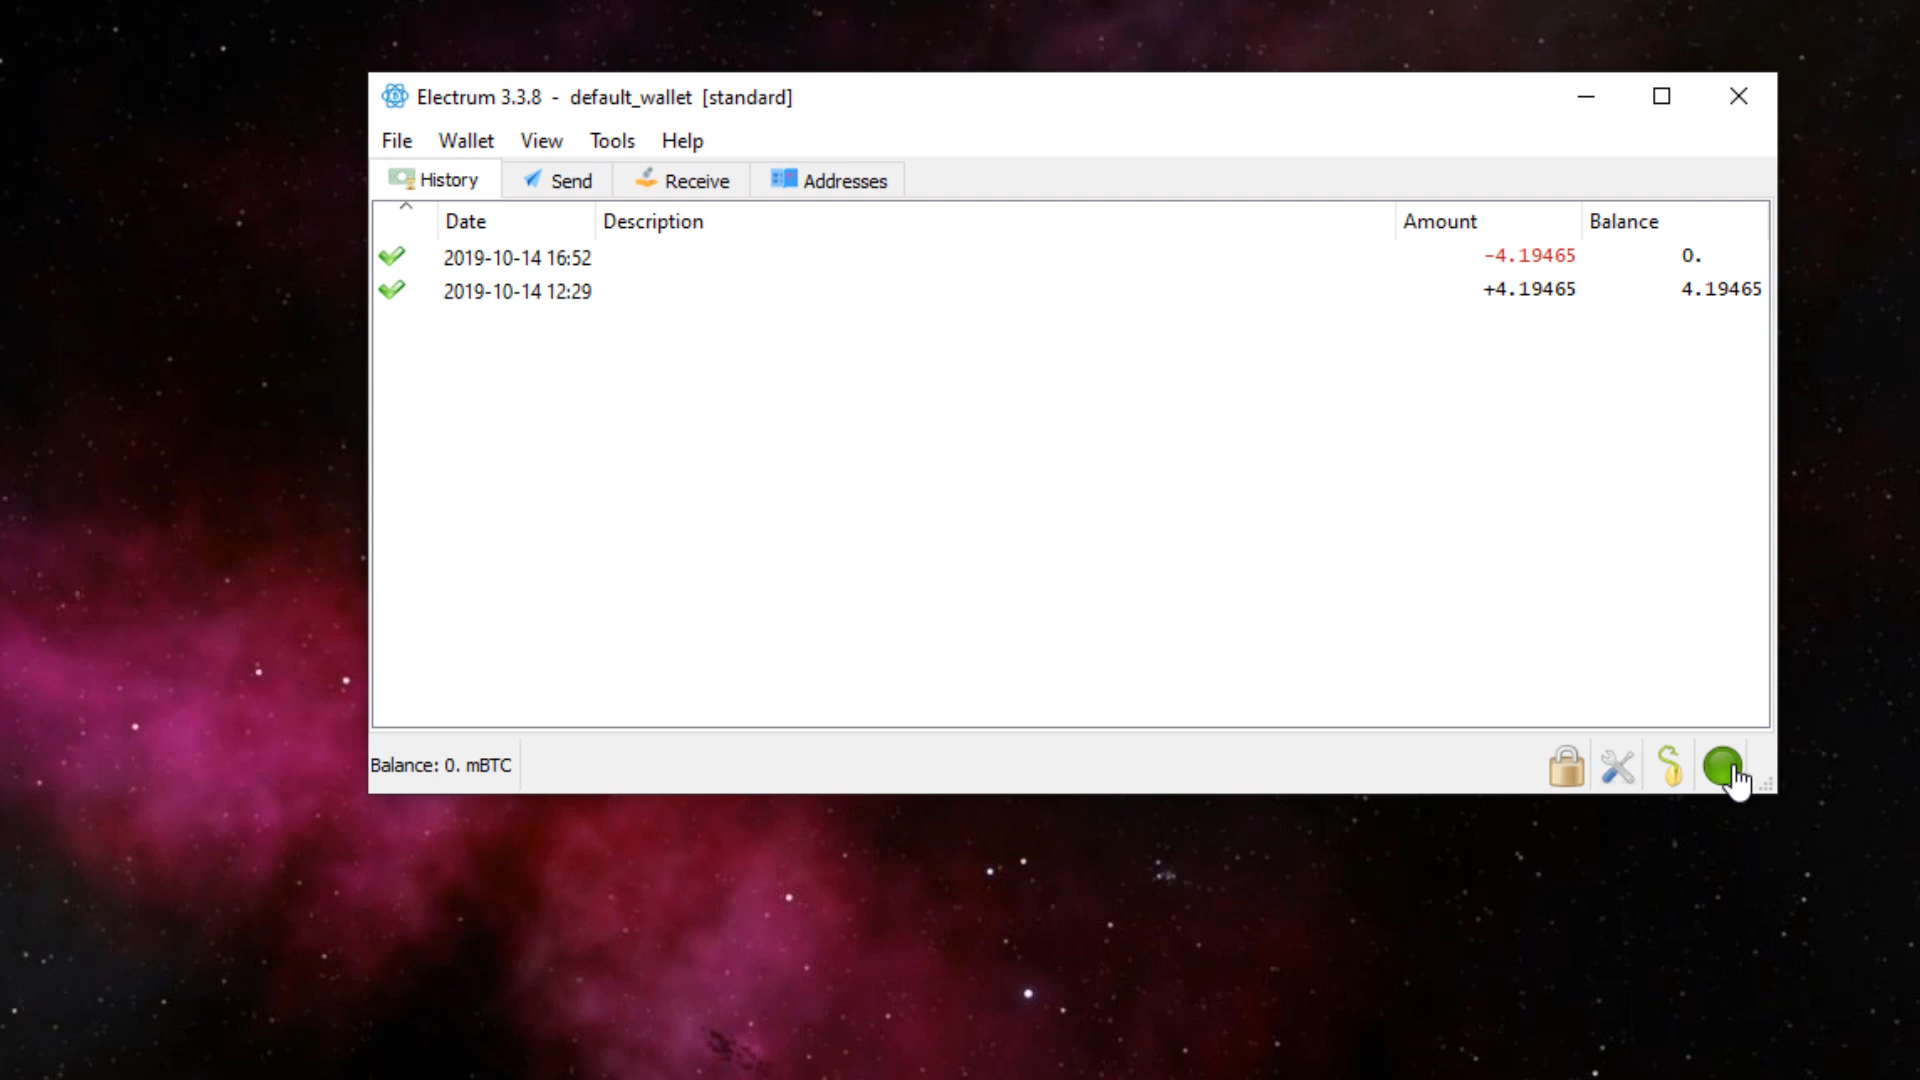 Electrum 3.3.8 - default_wallet [standard]
File Wallet View Tools Help
History Send Receive Addresses
Date Description Amount Balance
2019-10-14 16:52 -4.19465 0.
2019-10-14 12:29 +4.19465 4.19465
Balance: 0. mBTC